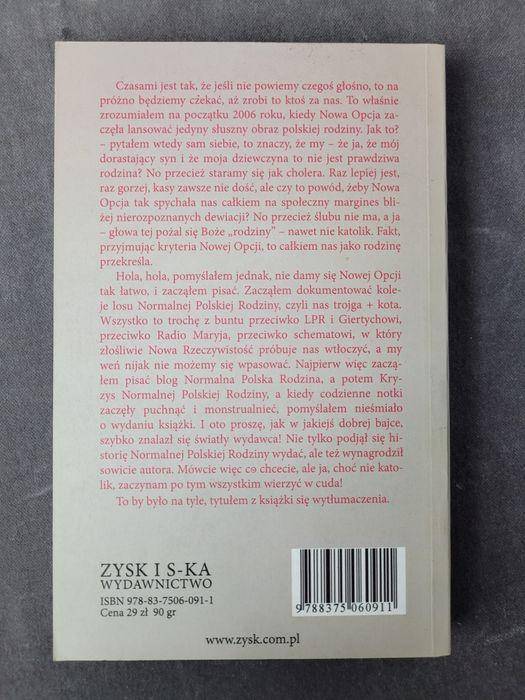 Czasami jest tak, że jeśli nie powiemy czegoś głośno, to na
próżno będziemy czekać, aż zrobi to ktoś za nas. To właśnie
zrozumiałem na początku 2006 roku, kiedy Nowa Opcja za-
częła lansować jedyny słuszny obraz polskiej rodziny. Jak to?
– pytałem wtedy sam siebie, to znaczy, że my – że ja, że mój
dorastający syn i że moja dziewczyna to nie jest prawdziwa
rodzina? No przecież staramy się jak cholera. Raz lepiej jest,
raz gorzej, kasy zawsze nie dość, ale czy to powód, żeby Nowa
Opcja tak spychała nas całkiem na społeczny margines bli-
żej nierozpoznanych dewiacji? No przecież ślubu nie ma, a ja
– głowa tej pożal się Boże „rodziny” – nawet nie katolik. Fakt,
przyjmując kryteria Nowej Opcji, to całkiem nas jako rodzinę
przekreśla.
Hola, hola, pomyślałem jednak, nie damy się Nowej Opcji
tak łatwo, i zacząłem pisać. Zacząłem dokumentować kole-
je losu Normalnej Polskiej Rodziny, czyli nas trojga + kota.
Wszystko to trochę z buntu przeciwko LPR i Giertychowi,
przeciwko Radio Maryja, przeciwko schematowi, w który
złośliwie Nowa Rzeczywistość próbuje nas wtłoczyć, a my
weń nijak nie możemy się wpasować. Najpierw więc zaczą-
łem pisać blog Normalna Polska Rodzina, a potem Kry-
zys Normalnej Polskiej Rodziny, a kiedy codzienne notki
zaczęły puchnąć i monstrualnieć, pomyślałem nieśmiało
o wydaniu książki. I oto proszę, jak w jakiejś dobrej bajce,
szybko znalazł się światły wydawca! Nie tylko podjął się hi-
storię Normalnej Polskiej Rodziny wydać, ale też wynagrodził
sowicie autora. Mówcie więc co chcecie, ale ja, choć nie kato-
lik, zaczynam po tym wszystkim wierzyć w cuda!
To by było na tyle, tytułem z książki się wytłumaczenia.
ZYSK I S-KA
WYDAWNICTWO
ISBN 978-83-7506-091-1
Cena 29 zł 90 gr
9788375060911
www.zysk.com.pl